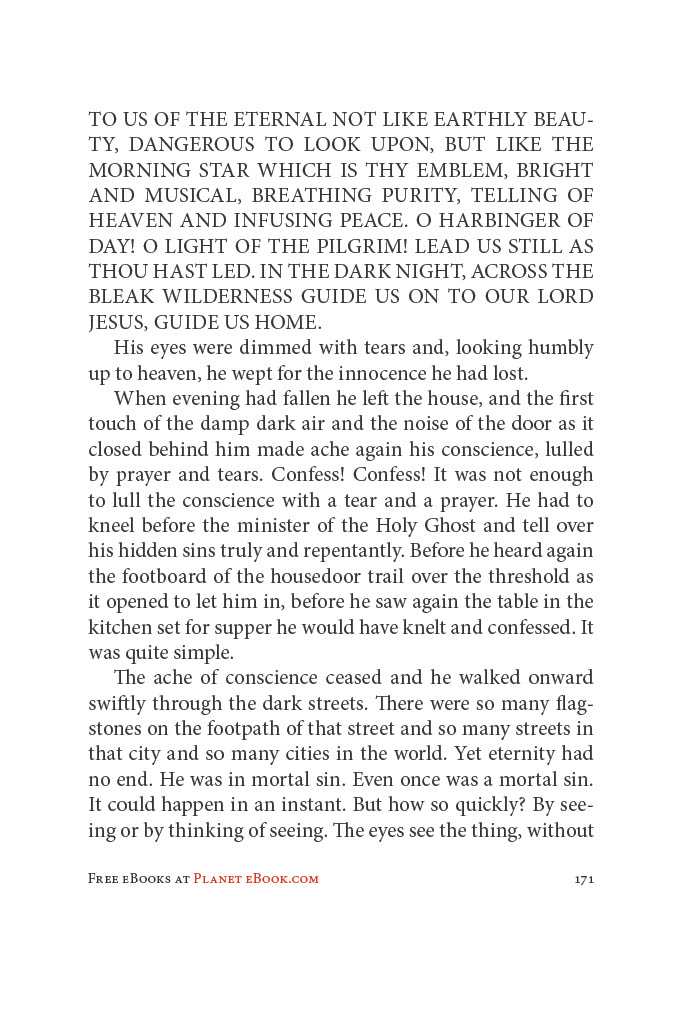 TO US OF THE ETERNAL NOT LIKE EARTHLY BEAU-
TY, DANGEROUS TO LOOK UPON, BUT LIKE THE
MORNING STAR WHICH IS THY EMBLEM, BRIGHT
AND MUSICAL, BREATHING PURITY, TELLING OF
HEAVEN AND INFUSING PEACE. O HARBINGER OF
DAY! O LIGHT OF THE PILGRIM! LEAD US STILL AS
THOU HAST LED. IN THE DARK NIGHT, ACROSS THE
BLEAK WILDERNESS GUIDE US ON TO OUR LORD
JESUS, GUIDE US HOME.
His eyes were dimmed with tears and, looking humbly
up to heaven, he wept for the innocence he had lost.
When evening had fallen he left the house, and the first
touch of the damp dark air and the noise of the door as it
closed behind him made ache again his conscience, lulled
by prayer and tears. Confess! Confess! It was not enough
to lull the conscience with a tear and a prayer. He had to
kneel before the minister of the Holy Ghost and tell over
his hidden sins truly and repentantly. Before he heard again
the footboard of the housedoor trail over the threshold as
it opened to let him in, before he saw again the table in the
kitchen set for supper he would have knelt and confessed. It
was quite simple.
The ache of conscience ceased and he walked onward
swiftly through the dark streets. There were so many flag-
stones on the footpath of that street and so many streets in
that city and so many cities in the world. Yet eternity had
no end. He was in mortal sin. Even once was a mortal sin.
It could happen in an instant. But how so quickly? By see-
ing or by thinking of seeing. The eyes see the thing, without
Free eBooks at Planet eBook.com 171